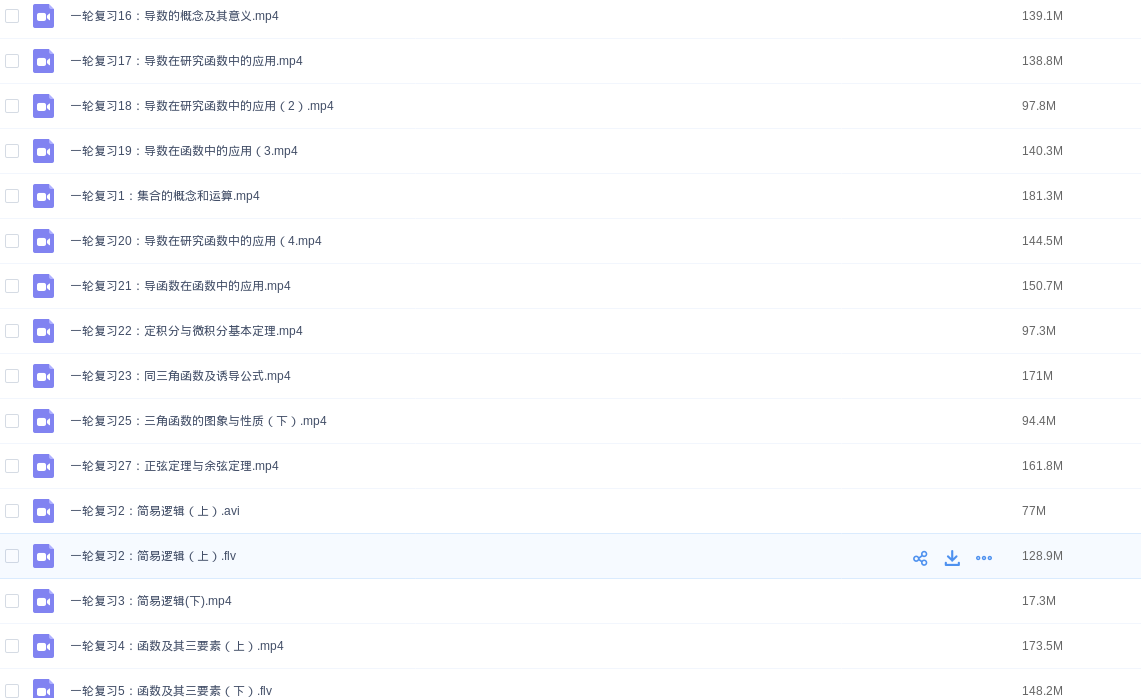 一轮复习16：导数的概念及其意义.mp4 139.1M
一轮复习17：导数在研究函数中的应用.mp4 138.8M
一轮复习18：导数在研究函数中的应用（2）.mp4 97.8M
一轮复习19：导数在函数中的应用（3.mp4 140.3M
一轮复习1：集合的概念和运算.mp4 181.3M
一轮复习20：导数在研究函数中的应用（4.mp4 144.5M
一轮复习21：导函数在函数中的应用.mp4 150.7M
一轮复习22：定积分与微积分基本定理.mp4 97.3M
一轮复习23：同三角函数及诱导公式.mp4 171M
一轮复习25：三角函数的图象与性质（下）.mp4 94.4M
一轮复习27：正弦定理与余弦定理.mp4 161.8M
一轮复习2：简易逻辑（上）.avi 77M
一轮复习2：简易逻辑（上）.flv 128.9M
一轮复习3：简易逻辑(下).mp4 17.3M
一轮复习4：函数及其三要素（上）.mp4 173.5M
一轮复习5：函数及其三要素（下）.flv 148.2M